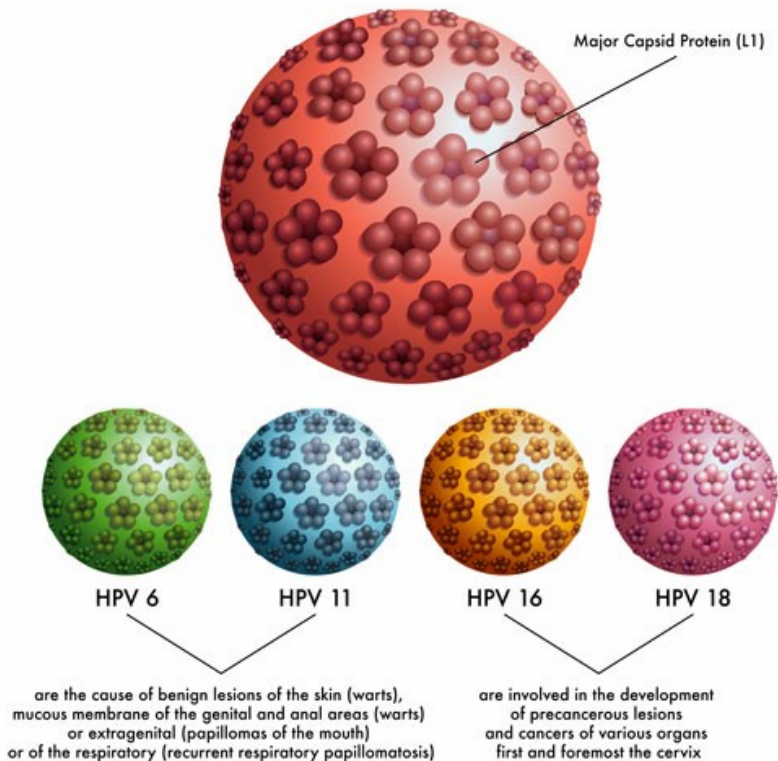 Major Capsid Protein (L1)
HPV 6
HPV 11
HPV 16
HPV 18
are the cause of benign lesions of the skin (warts),
mucous membrane of the genital and anal areas (warts)
or extragenital (papillomas of the mouth)
or of the respiratory (recurrent respiratory papillomatosis)
are involved in the development
of precancerous lesions
and cancers of various organs
first and foremost the cervix